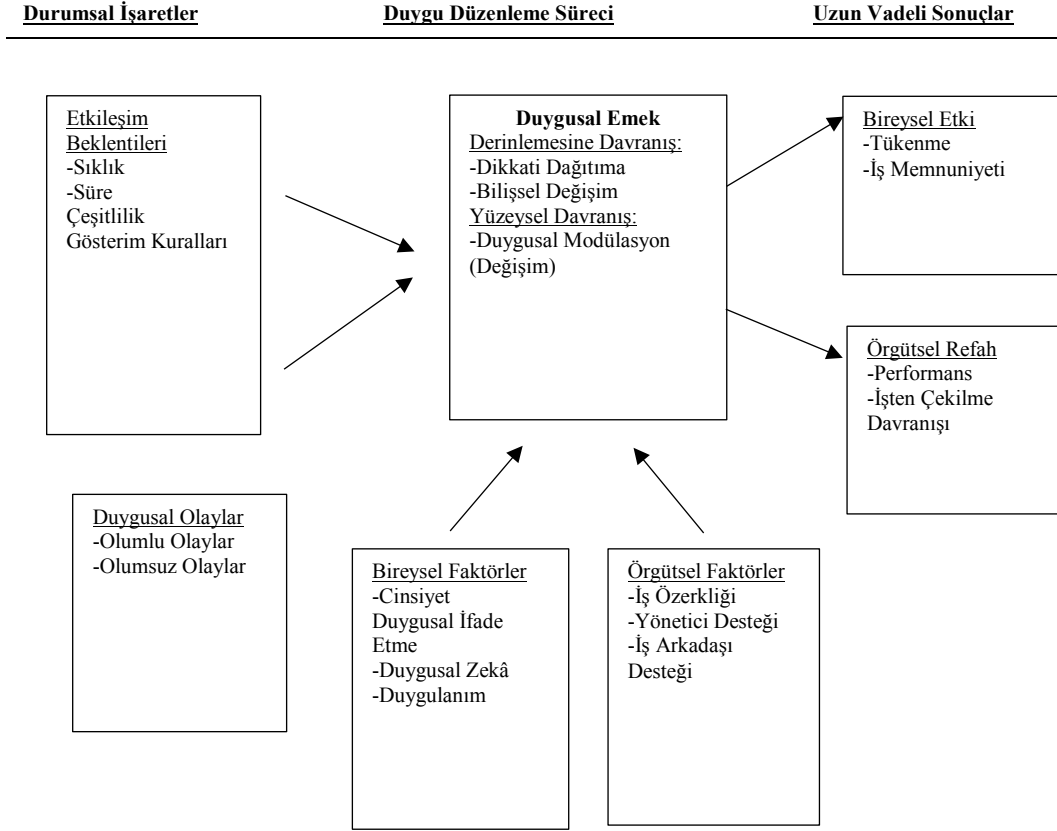 Durumsal İşaretler
Duygu Düzenleme Süreci
Uzun Vadeli Sonuçlar
Etkileşim
Beklentileri
-Sıklık
-Süre
Çeşitlilik
Gösterim Kuralları
Duygusal Emek
Derinlemesine Davranış:
-Dikkati Dağıtıma
-Bilişsel Değişim
Yüzeysel Davranış:
-Duygusal Modülasyon
(Değişim)
Bireysel Etki
-Tükenme
-İş Memnuniyeti
Örgütsel Refah
-Performans
-İşten Çekilme
Davranışı
Duygusal Olaylar
-Olumlu Olaylar
-Olumsuz Olaylar
Bireysel Faktörler
-Cinsiyet
Duygusal İfade
Etme
-Duygusal Zekâ
-Duygulanım
Örgütsel Faktörler
-İş Özerkliği
-Yönetici Desteği
-İş Arkadaşı
Desteği